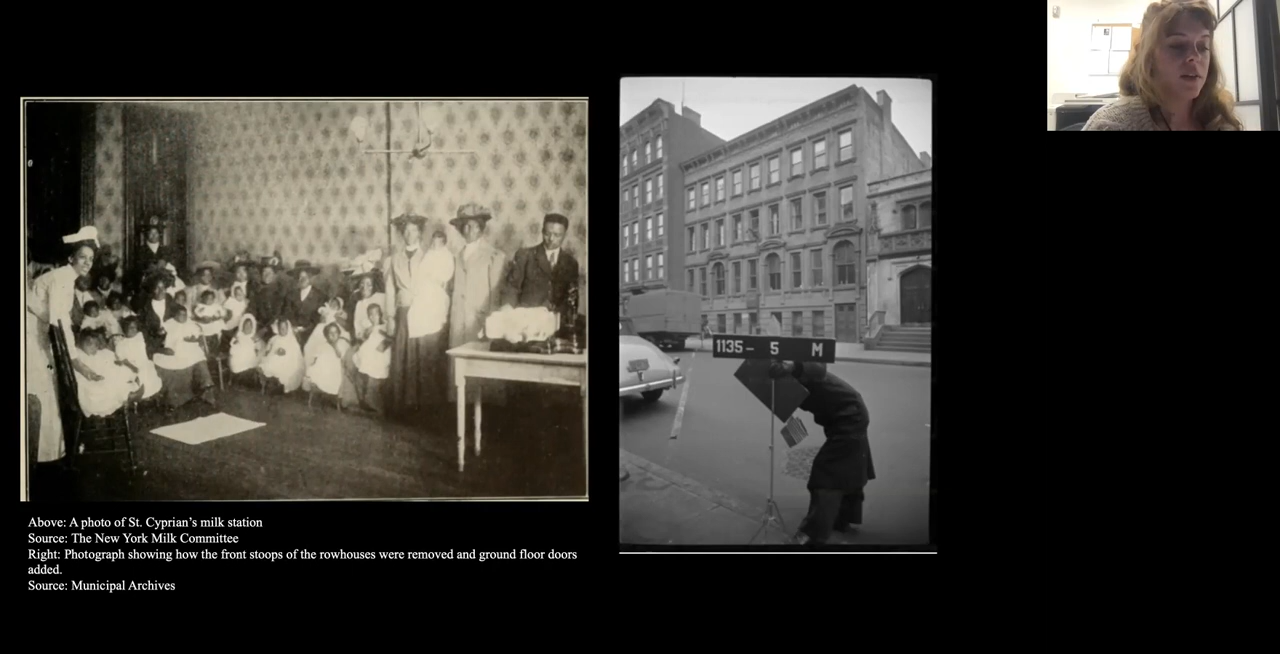 1135- 5 M
Above: A photo of St. Cyprian's milk station
Source: The New York Milk Committee
Right: Photograph showing how the front stoops of the rowhouses were removed and ground floor doors
added.
Source: Municipal Archives